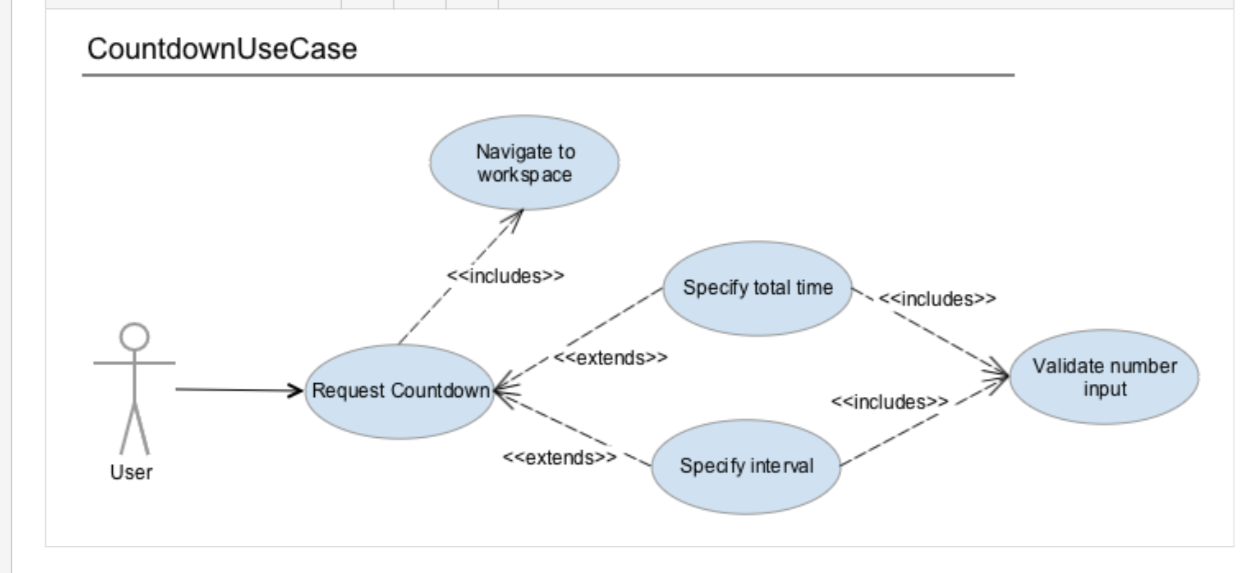 CountdownUseCase
Navigate to
workspace
<<includes>>
Specify total time
<<includes>>
<<extends>>
Validate number
input
Request Countdown
<<includes>>
<<extends>>
Specify interval
User